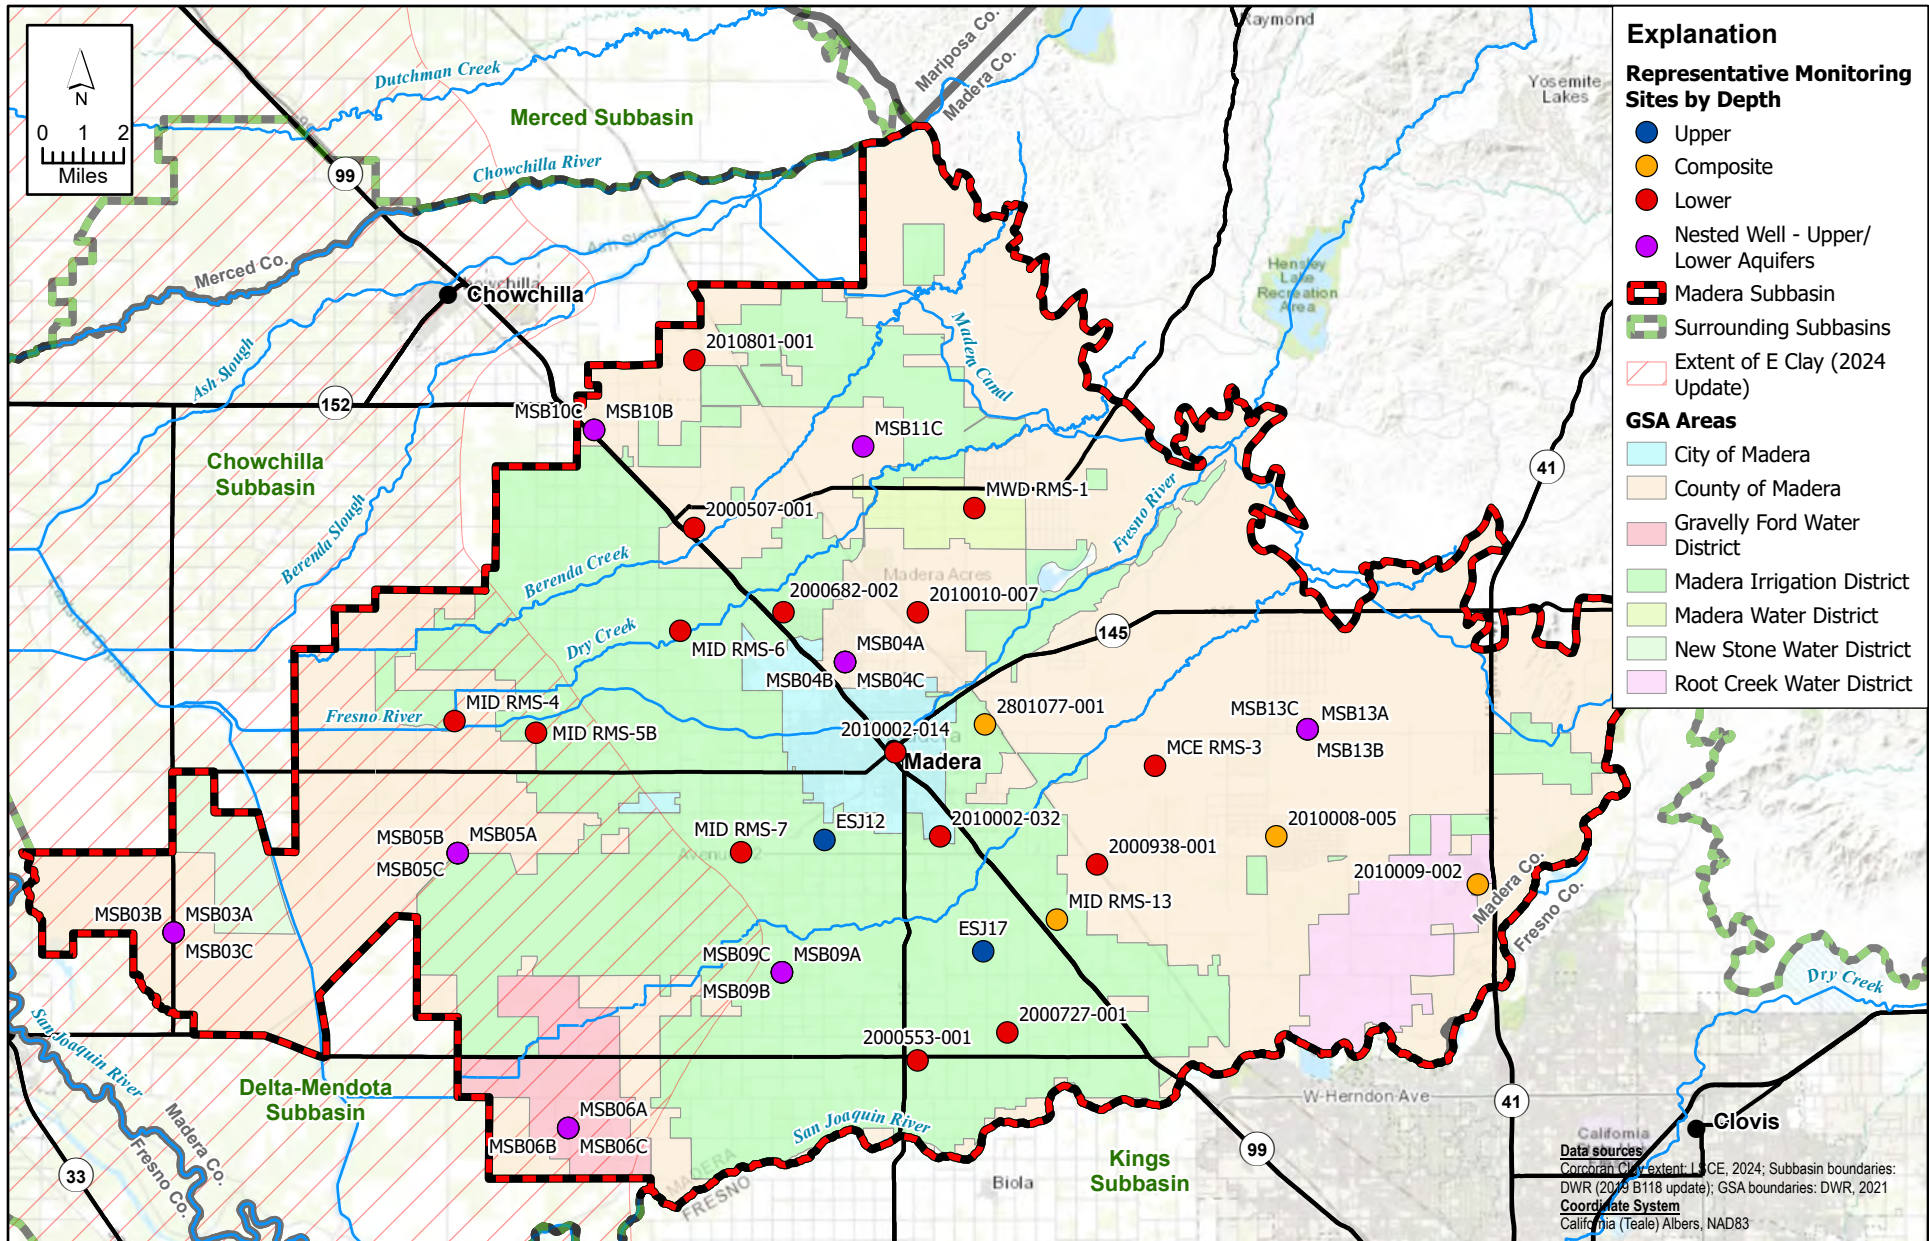 N
0 1 2
Miles
Dutchman Creek
Merced Subbasin
Chowchilla River
Mariposa Co.
Madera Co.
Raymond
Yosemite
Lakes
99
Merced Co.
Ash Slough
Chowchilla
Hensley
Lake
Recreation
Area
Madera Canal
Ash Slough
152
2010801-001
MSB10C
MSB10B
MSB11C
41
Chowchilla
Subbasin
Berenda Slough
2000507-001
MWD RMS-1
Fresno River
Berenda Creek
Madera Acres
2000682-002
2010010-007
Dry Creek
MID RMS-6
MSB04A
MSB04B
MSB04C
145
Fresno River
MID RMS-4
MID RMS-5B
2010002-014
Madera
2801077-001
MCE RMS-3
MSB13C
MSB13A
MSB13B
MSB05B
MSB05A
MSB05C
MID RMS-7
ESJ12
2010002-032
2000938-001
2010008-005
2010009-002
Madera Co.
Fresno Co.
MSB03B
MSB03A
MSB03C
MID RMS-13
ESJ17
MSB09C
MSB09A
MSB09B
Dry Creek
San Joaquin River
2000727-001
2000553-001
Delta-Mendota
Subbasin
Madera Co.
Fresno Co.
MSB06A
MSB06B
MSB06C
San Joaquin River
MADERA
FRESNO
W Herndon Ave
41
Clovis
33
Biola
Kings
Subbasin
99
California
Explanation
Representative Monitoring
Sites by Depth
Upper
Composite
Lower
Nested Well - Upper/
Lower Aquifers
Madera Subbasin
Surrounding Subbasins
Extent of E Clay (2024
Update)
GSA Areas
City of Madera
County of Madera
Gravelly Ford Water
District
Madera Irrigation District
Madera Water District
New Stone Water District
Root Creek Water District
Data sources
Corcoran Clay extent: LSCE, 2024; Subbasin boundaries:
DWR (2019 B118 update); GSA boundaries: DWR, 2021
Coordinate System
California (Teale) Albers, NAD83